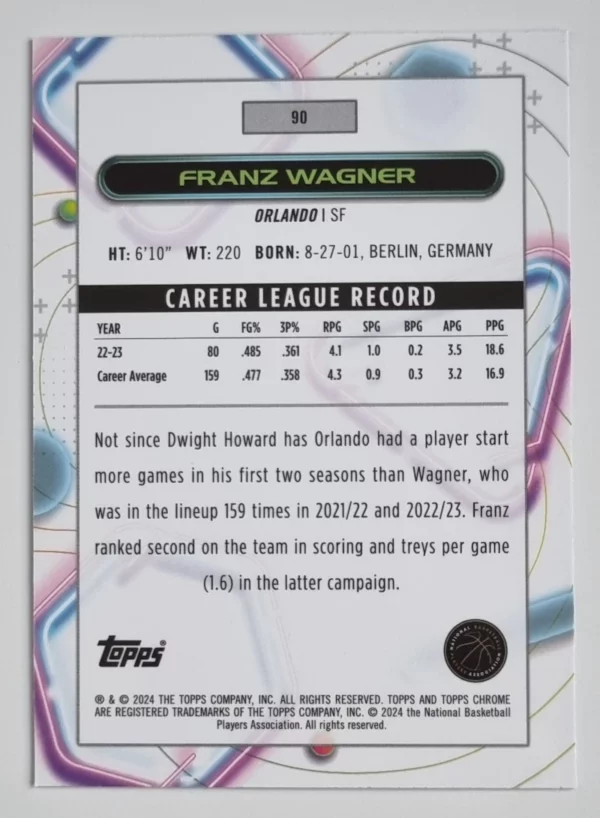 90
FRANZ WAGNER
ORLANDO | SF
HT: 6'10" WT: 220 BORN: 8-27-01, BERLIN, GERMANY
CAREER LEAGUE RECORD
YEAR G FG% 3P% RPG SPG BPG APG PPG
22-23 80 .485 .361 4.1 1.0 0.2 3.5 18.6
Career Average 159 .477 .358 4.3 0.9 0.3 3.2 16.9
Not since Dwight Howard has Orlando had a player start
more games in his first two seasons than Wagner, who
was in the lineup 159 times in 2021/22 and 2022/23. Franz
ranked second on the team in scoring and treys per game
(1.6) in the latter campaign.
topps®
NATIONAL BASKETBALL PLAYERS ASSOCIATION
® & © 2024 THE TOPPS COMPANY, INC. ALL RIGHTS RESERVED. TOPPS AND TOPPS CHROME
ARE REGISTERED TRADEMARKS OF THE TOPPS COMPANY, INC. © 2024 the National Basketball
Players Association. All rights reserved.